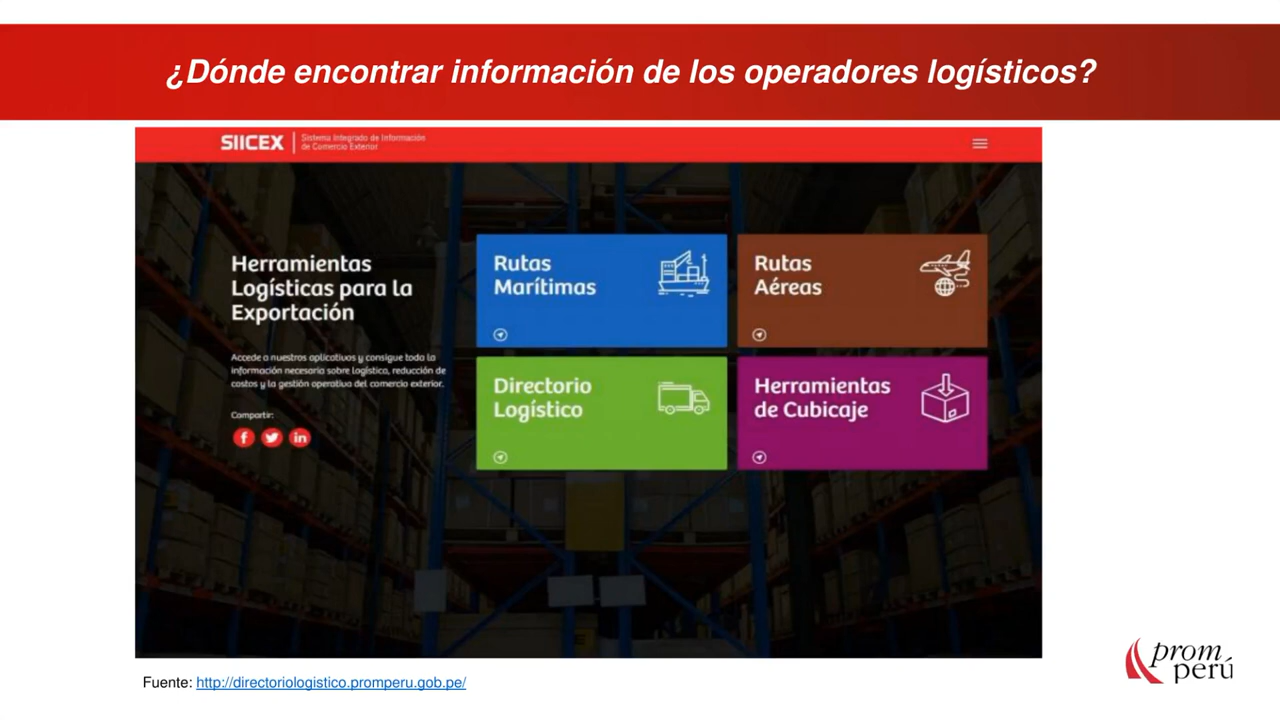 ¿Dónde encontrar información de los operadores logísticos?
SIICEX
Sistema Integrado de Información
de Comercio Exterior
Herramientas
Logísticas para la
Exportación
Accede a nuestros aplicativos y consigue toda la
información necesaria sobre logística, reducción de
costos y la gestión operativa del comercio exterior.
Compartir:
f
in
Rutas
Marítimas
Rutas
Aéreas
Directorio
Logístico
Herramientas
de Cubicaje
Fuente: http://directoriologistico.promperu.gob.pe/
prom
perú